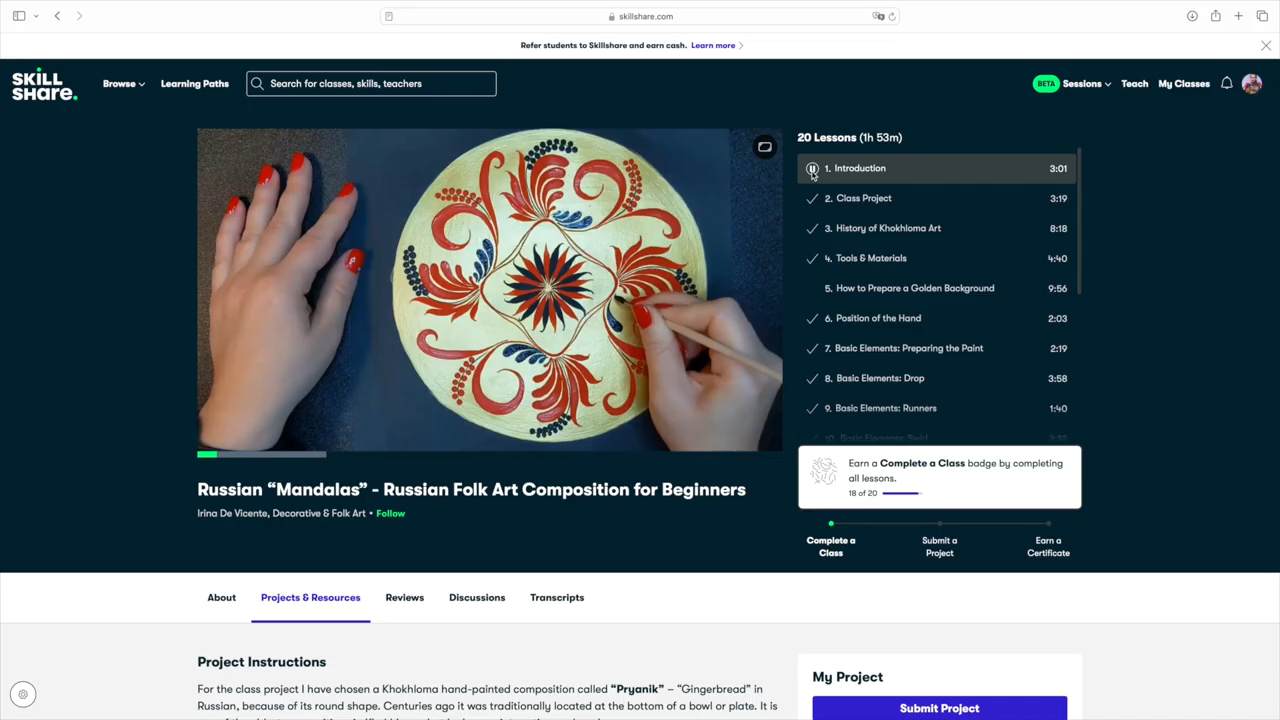 skillshare.com
Refer students to Skillshare and earn cash. Learn more
SKILL
SHARE.
Browse
Learning Paths
Search for classes, skills, teachers
BETA
Sessions
Teach
My Classes
20 Lessons (1h 53m)
1. Introduction 3:01
2. Class Project 3:19
3. History of Khokhloma Art 8:18
4. Tools & Materials 4:40
5. How to Prepare a Golden Background 9:56
6. Position of the Hand 2:03
7. Basic Elements: Preparing the Paint 2:19
8. Basic Elements: Drop 3:58
9. Basic Elements: Runners 1:40
10. Basic Elements:
Earn a Complete a Class badge by completing
all lessons.
18 of 20
Complete a
Class
Submit a
Project
Earn a
Certificate
Russian “Mandalas” - Russian Folk Art Composition for Beginners
Irina De Vicente, Decorative & Folk Art • Follow
About
Projects & Resources
Reviews
Discussions
Transcripts
Project Instructions
For the class project I have chosen a Khokhloma hand-painted composition called “Pryanik” – “Gingerbread” in
Russian, because of its round shape. Centuries ago it was traditionally located at the bottom of a bowl or plate. It is
My Project
Submit Project